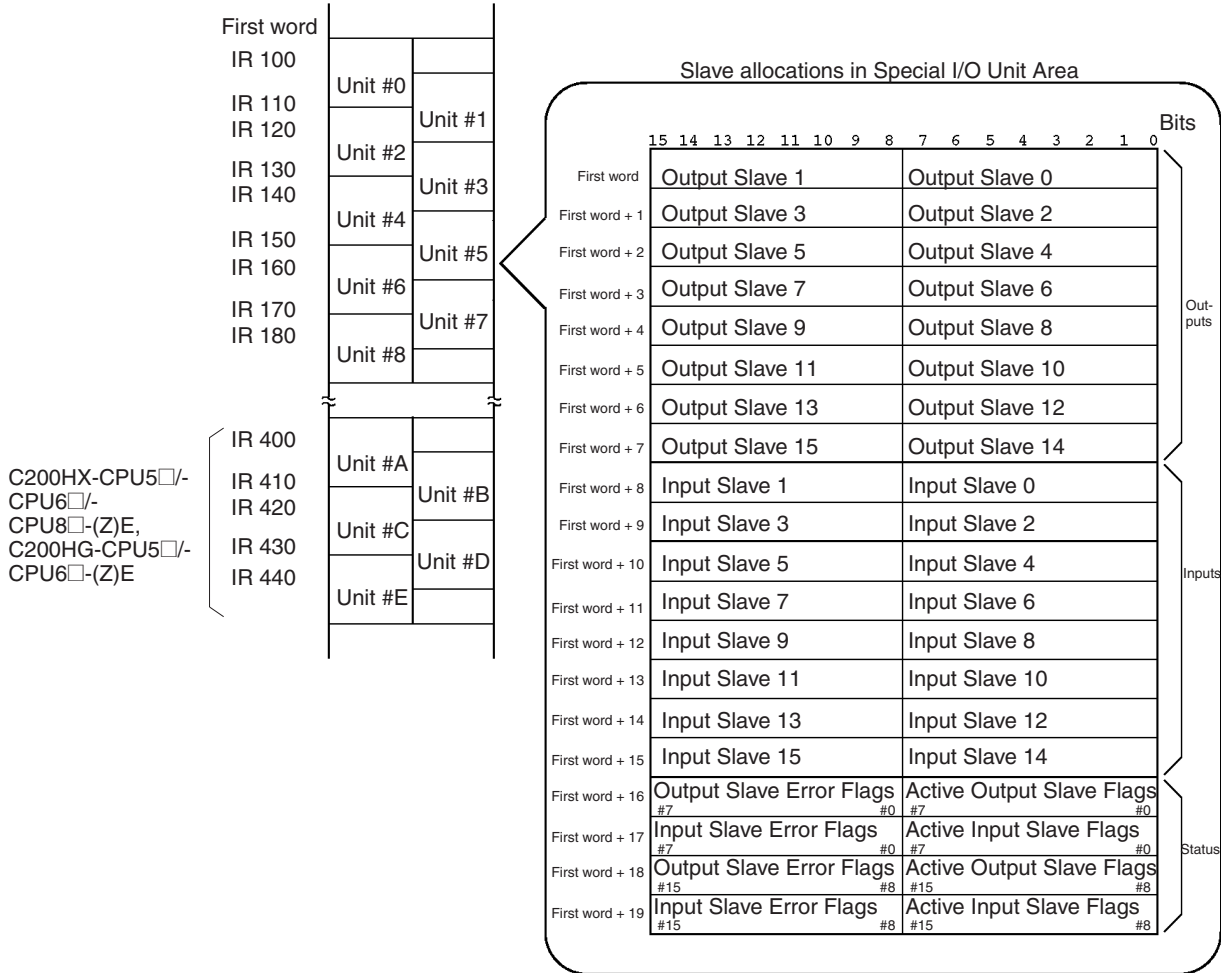 First word
IR 100
IR 110
IR 120
IR 130
IR 140
IR 150
IR 160
IR 170
IR 180
Unit #0
Unit #1
Unit #2
Unit #3
Unit #4
Unit #5
Unit #6
Unit #7
Unit #8
C200HX-CPU5□/-
CPU6□/-
CPU8□-(Z)E,
C200HG-CPU5□/-
CPU6□-(Z)E
IR 400
IR 410
IR 420
IR 430
IR 440
Unit #A
Unit #B
Unit #C
Unit #D
Unit #E
Slave allocations in Special I/O Unit Area
Bits
15 14 13 12 11 10 9 8 7 6 5 4 3 2 1 0
First word Output Slave 1 Output Slave 0
First word + 1 Output Slave 3 Output Slave 2
First word + 2 Output Slave 5 Output Slave 4
First word + 3 Output Slave 7 Output Slave 6
First word + 4 Output Slave 9 Output Slave 8
First word + 5 Output Slave 11 Output Slave 10
First word + 6 Output Slave 13 Output Slave 12
First word + 7 Output Slave 15 Output Slave 14
Out-
puts
First word + 8 Input Slave 1 Input Slave 0
First word + 9 Input Slave 3 Input Slave 2
First word + 10 Input Slave 5 Input Slave 4
First word + 11 Input Slave 7 Input Slave 6
First word + 12 Input Slave 9 Input Slave 8
First word + 13 Input Slave 11 Input Slave 10
First word + 14 Input Slave 13 Input Slave 12
First word + 15 Input Slave 15 Input Slave 14
Inputs
First word + 16 Output Slave Error Flags Active Output Slave Flags
#7 #0 #7 #0
First word + 17 Input Slave Error Flags Active Input Slave Flags
#7 #0 #7 #0
First word + 18 Output Slave Error Flags Active Output Slave Flags
#15 #8 #15 #8
First word + 19 Input Slave Error Flags Active Input Slave Flags
#15 #8 #15 #8
Status